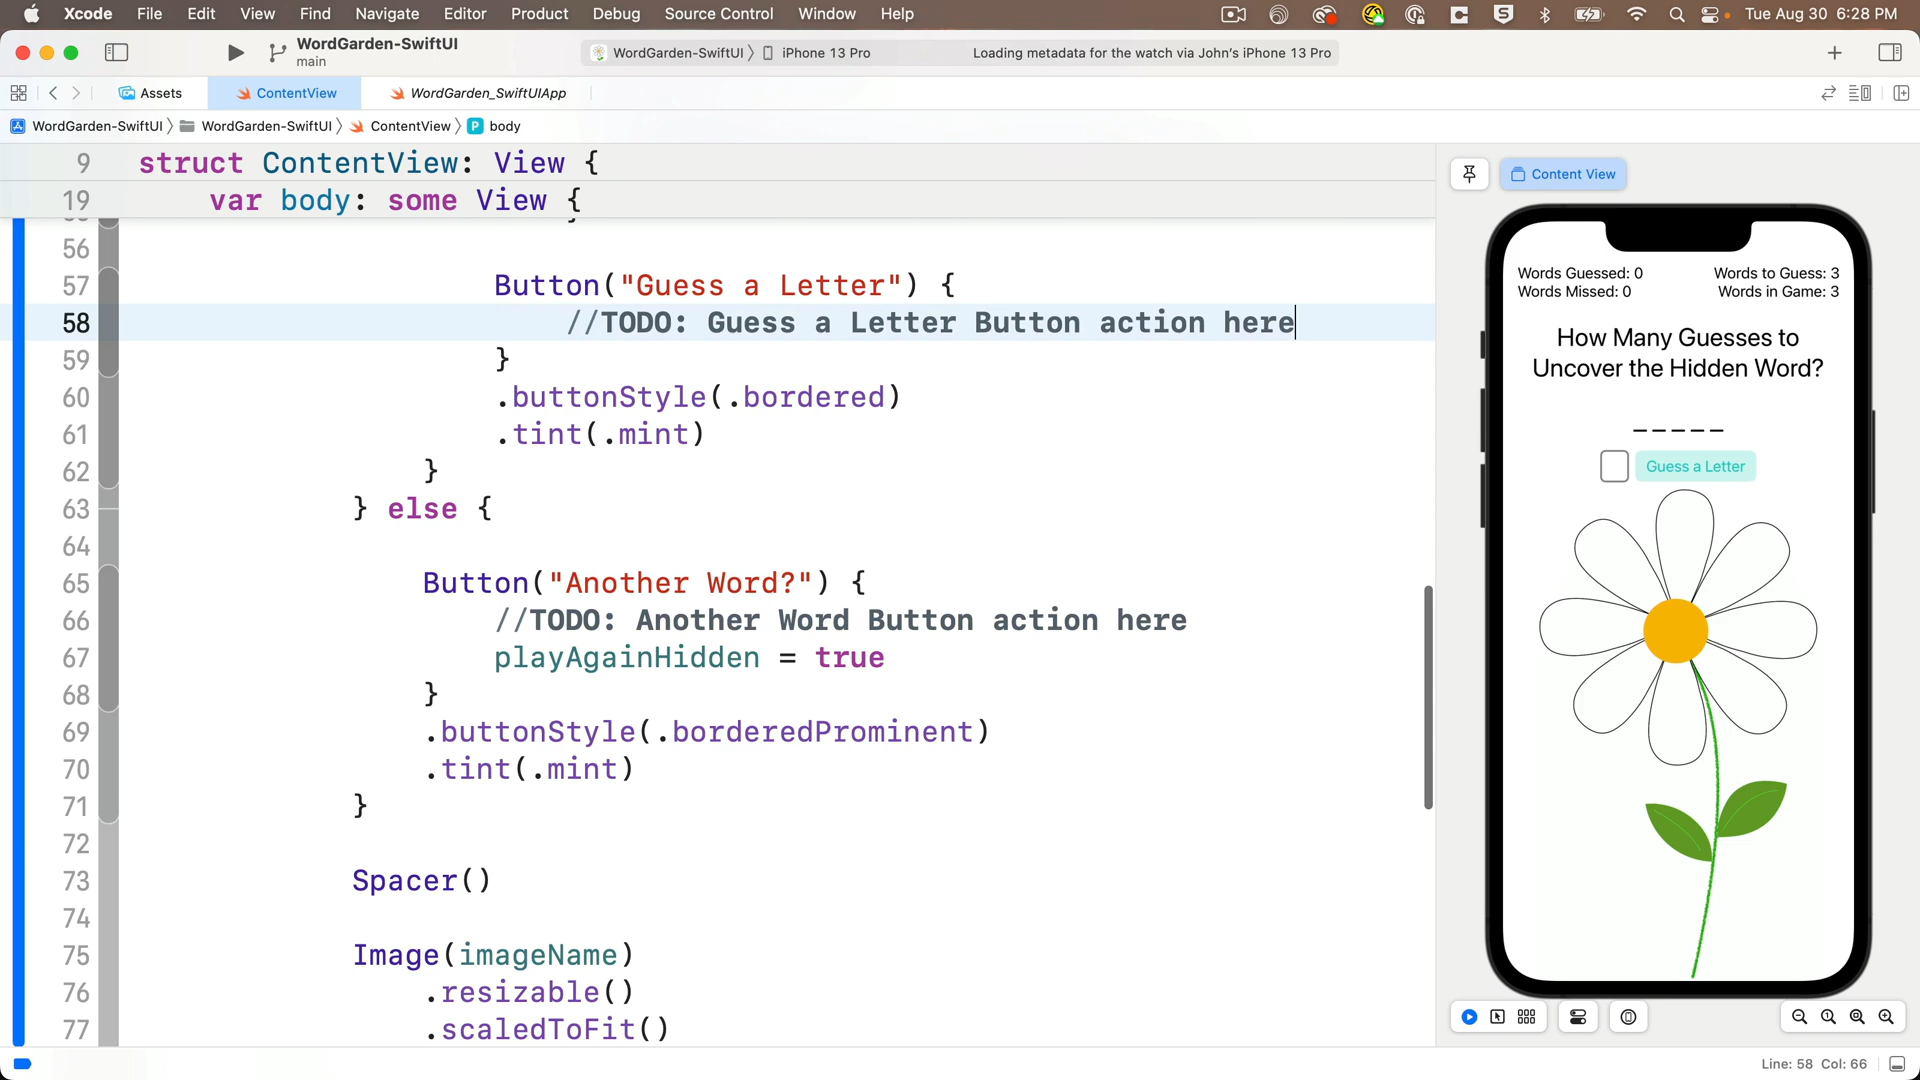 Xcode File Edit View Find Navigate Editor Product Debug Source Control Window Help Tue Aug 30 6:28 PM
WordGarden-SwiftUI
main
WordGarden-SwiftUI iPhone 13 Pro Loading metadata for the watch via John's iPhone 13 Pro
Assets ContentView WordGarden_SwiftUIApp
WordGarden-SwiftUI WordGarden-SwiftUI ContentView P body
9 struct ContentView: View {
19 var body: some View {
56
57 Button("Guess a Letter") {
58 //TODO: Guess a Letter Button action here
59 }
60 .buttonStyle(.bordered)
61 .tint(.mint)
62 }
63 } else {
64
65 Button("Another Word?") {
66 //TODO: Another Word Button action here
67 playAgainHidden = true
68 }
69 .buttonStyle(.borderedProminent)
70 .tint(.mint)
71 }
72
73 Spacer()
74
75 Image(imageName)
76 .resizable()
77 .scaledToFit()
Content View
Words Guessed: 0 Words to Guess: 3
Words Missed: 0 Words in Game: 3
How Many Guesses to
Uncover the Hidden Word?
_ _ _ _ _
Guess a Letter
Line: 58 Col: 66